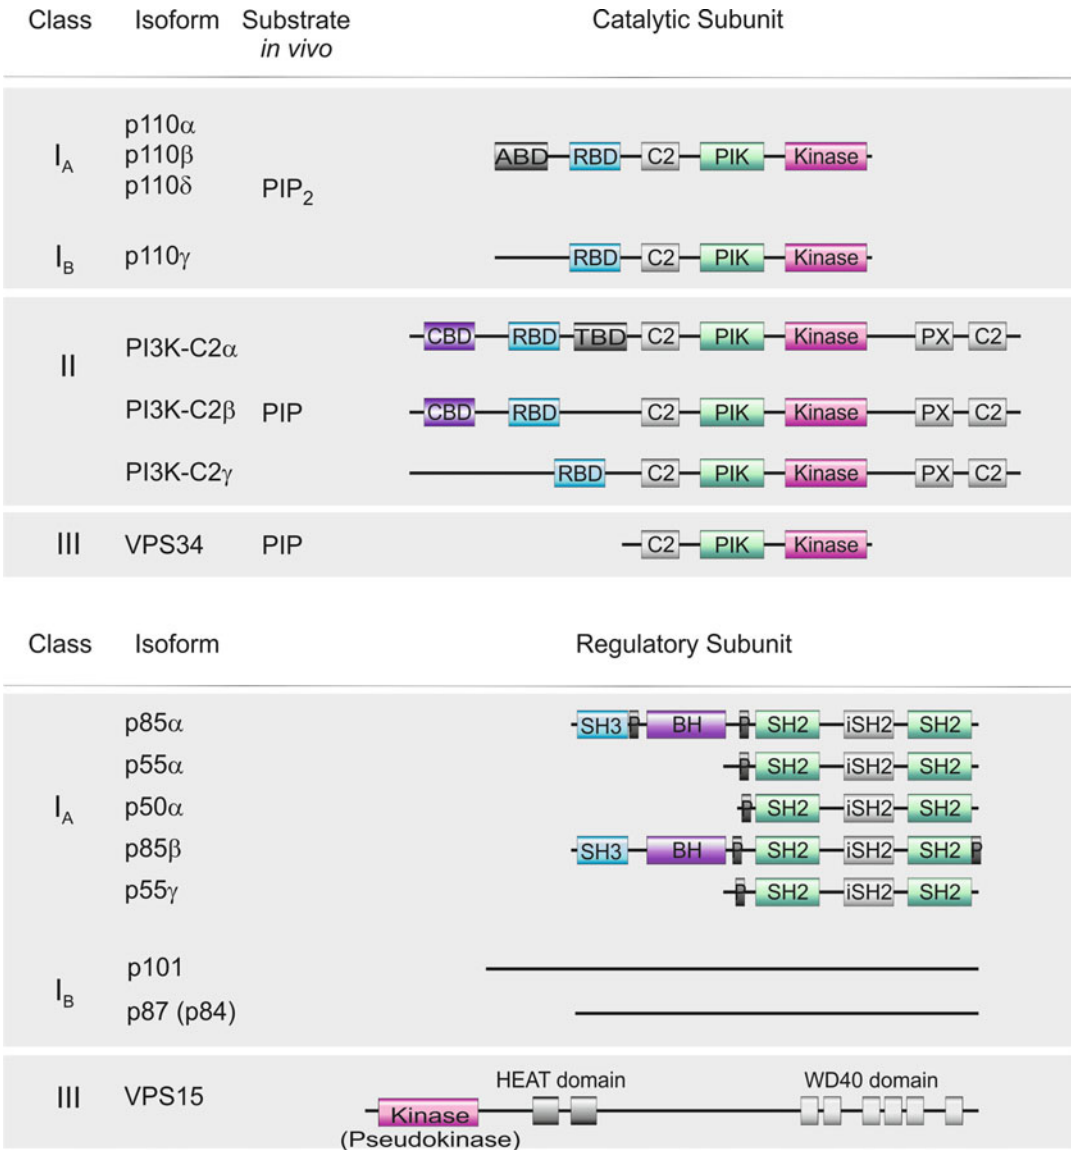 Class Isoform Substrate in vivo Catalytic Subunit
I_A
p110α
p110β
p110δ PIP₂
ABD RBD C2 PIK Kinase
I_B p110γ RBD C2 PIK Kinase
II
PI3K-C2α CBD RBD TBD C2 PIK Kinase PX C2
PI3K-C2β PIP CBD RBD C2 PIK Kinase PX C2
PI3K-C2γ RBD C2 PIK Kinase PX C2
III VPS34 PIP C2 PIK Kinase
Class Isoform Regulatory Subunit
I_A
p85α SH3 P BH P SH2 iSH2 SH2
p55α P SH2 iSH2 SH2
p50α P SH2 iSH2 SH2
p85β SH3 BH P SH2 iSH2 SH2 P
p55γ P SH2 iSH2 SH2
I_B
p101
p87 (p84)
HEAT domain WD40 domain
III VPS15
Kinase
(Pseudokinase)